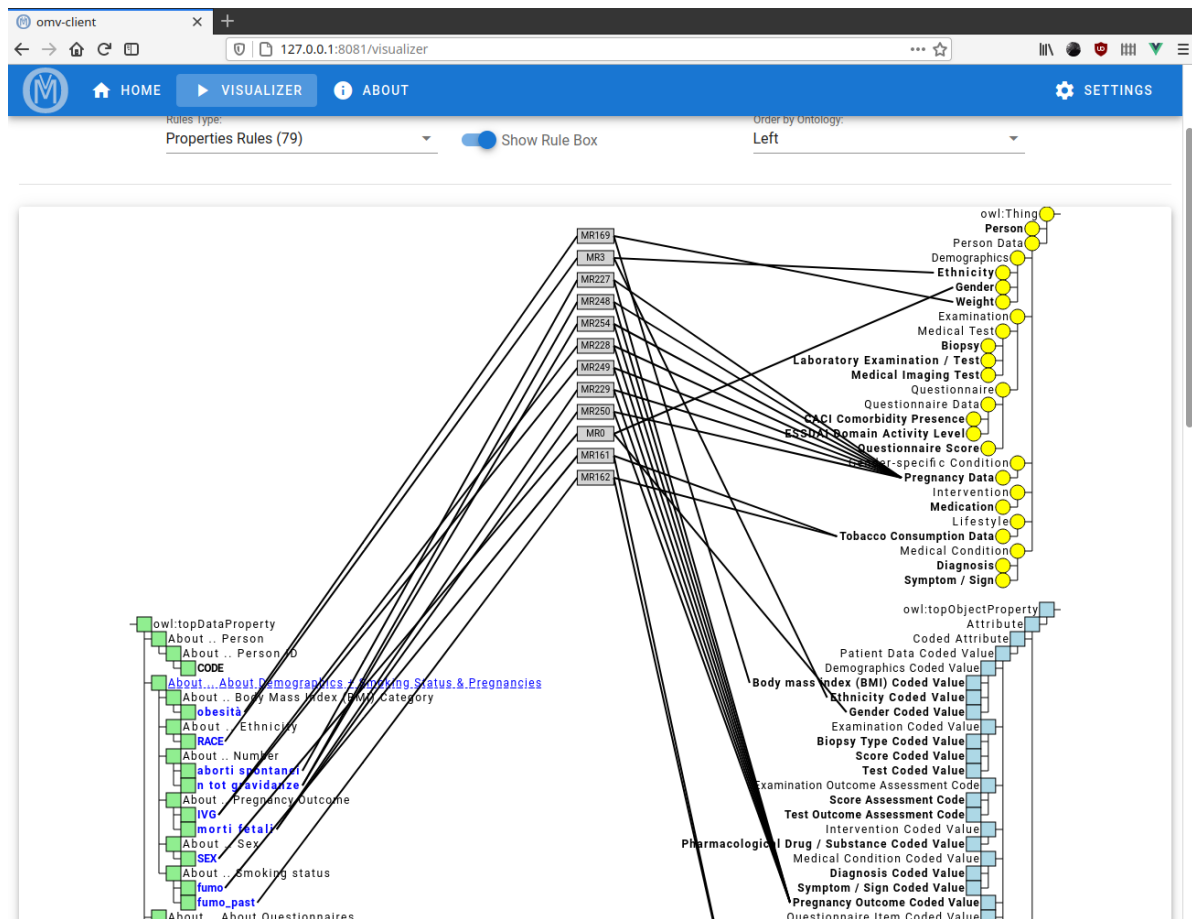 omv-client
127.0.0.1:8081/visualizer
HOME
VISUALIZER
ABOUT
SETTINGS
Rules Type:
Properties Rules (79)
Show Rule Box
Order by Ontology:
Left
MR169
MR3
MR227
MR248
MR254
MR228
MR249
MR229
MR250
MR0
MR161
MR162
owl:Thing
Person
Person Data
Demographics
Ethnicity
Gender
Weight
Examination
Medical Test
Biopsy
Laboratory Examination / Test
Medical Imaging Test
Questionnaire
Questionnaire Data
CACI Comorbidity Presence
ESSDAI Domain Activity Level
Questionnaire Score
Gender-specific Condition
Pregnancy Data
Intervention
Medication
Lifestyle
Tobacco Consumption Data
Medical Condition
Diagnosis
Symptom / Sign
owl:topDataProperty
About .. Person
About .. Person ID
CODE
About .. About Demographics + Smoking Status & Pregnancies
About .. Body Mass Index (BMI) Category
obesità
About .. Ethnicity
RACE
About .. Number
aborti spontanei
n tot gravidanze
About .. Pregnancy Outcome
IVG
morti fetali
About .. Sex
SEX
About .. Smoking status
fumo
fumo_past
About .. About Questionnaires
owl:topObjectProperty
Attribute
Coded Attribute
Patient Data Coded Value
Demographics Coded Value
Body mass index (BMI) Coded Value
Ethnicity Coded Value
Gender Coded Value
Examination Coded Value
Biopsy Type Coded Value
Score Coded Value
Test Coded Value
Examination Outcome Assessment Code
Score Assessment Code
Test Outcome Assessment Code
Intervention Coded Value
Pharmacological Drug / Substance Coded Value
Medical Condition Coded Value
Diagnosis Coded Value
Symptom / Sign Coded Value
Pregnancy Outcome Coded Value
Questionnaire Item Coded Value